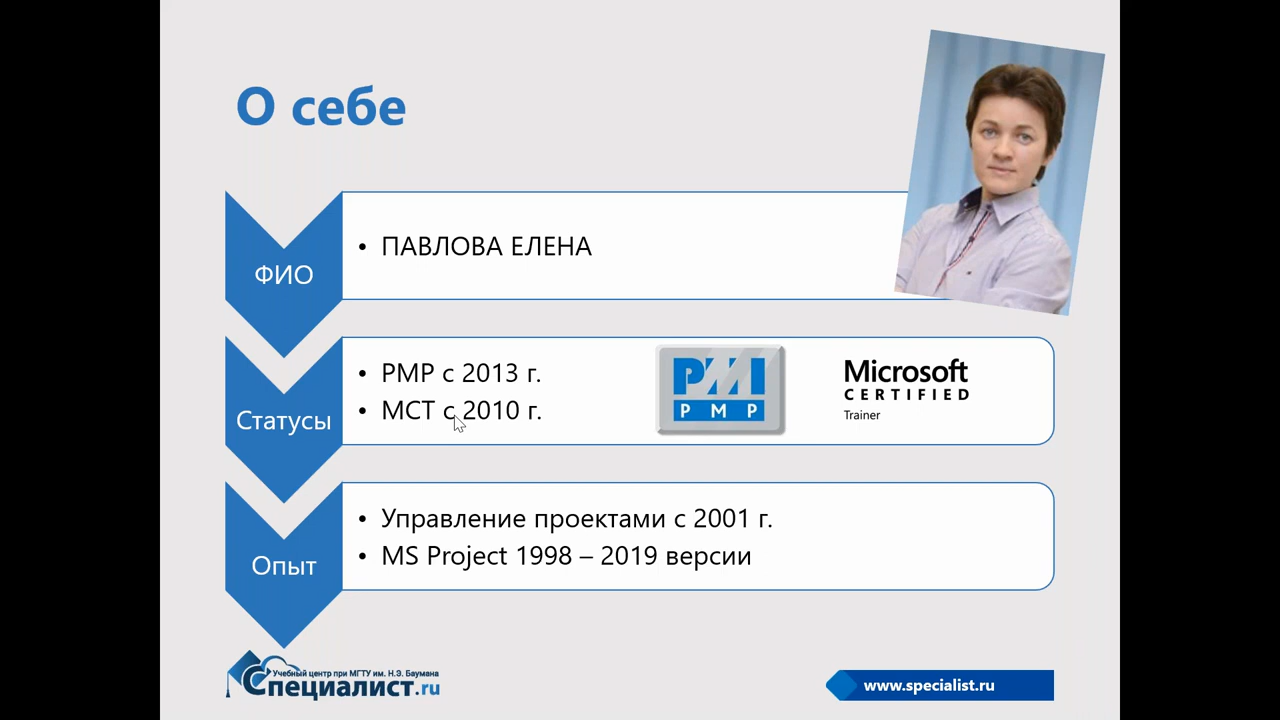 О себе
ФИО
• ПАВЛОВА ЕЛЕНА
Статусы
• PMP с 2013 г.
• МСТ с 2010 г.
PMI
PMP
Microsoft
CERTIFIED
Trainer
Опыт
• Управление проектами с 2001 г.
• MS Project 1998 – 2019 версии
Учебный центр при МГТУ им. Н.Э. Баумана
Специалист.ru
www.specialist.ru